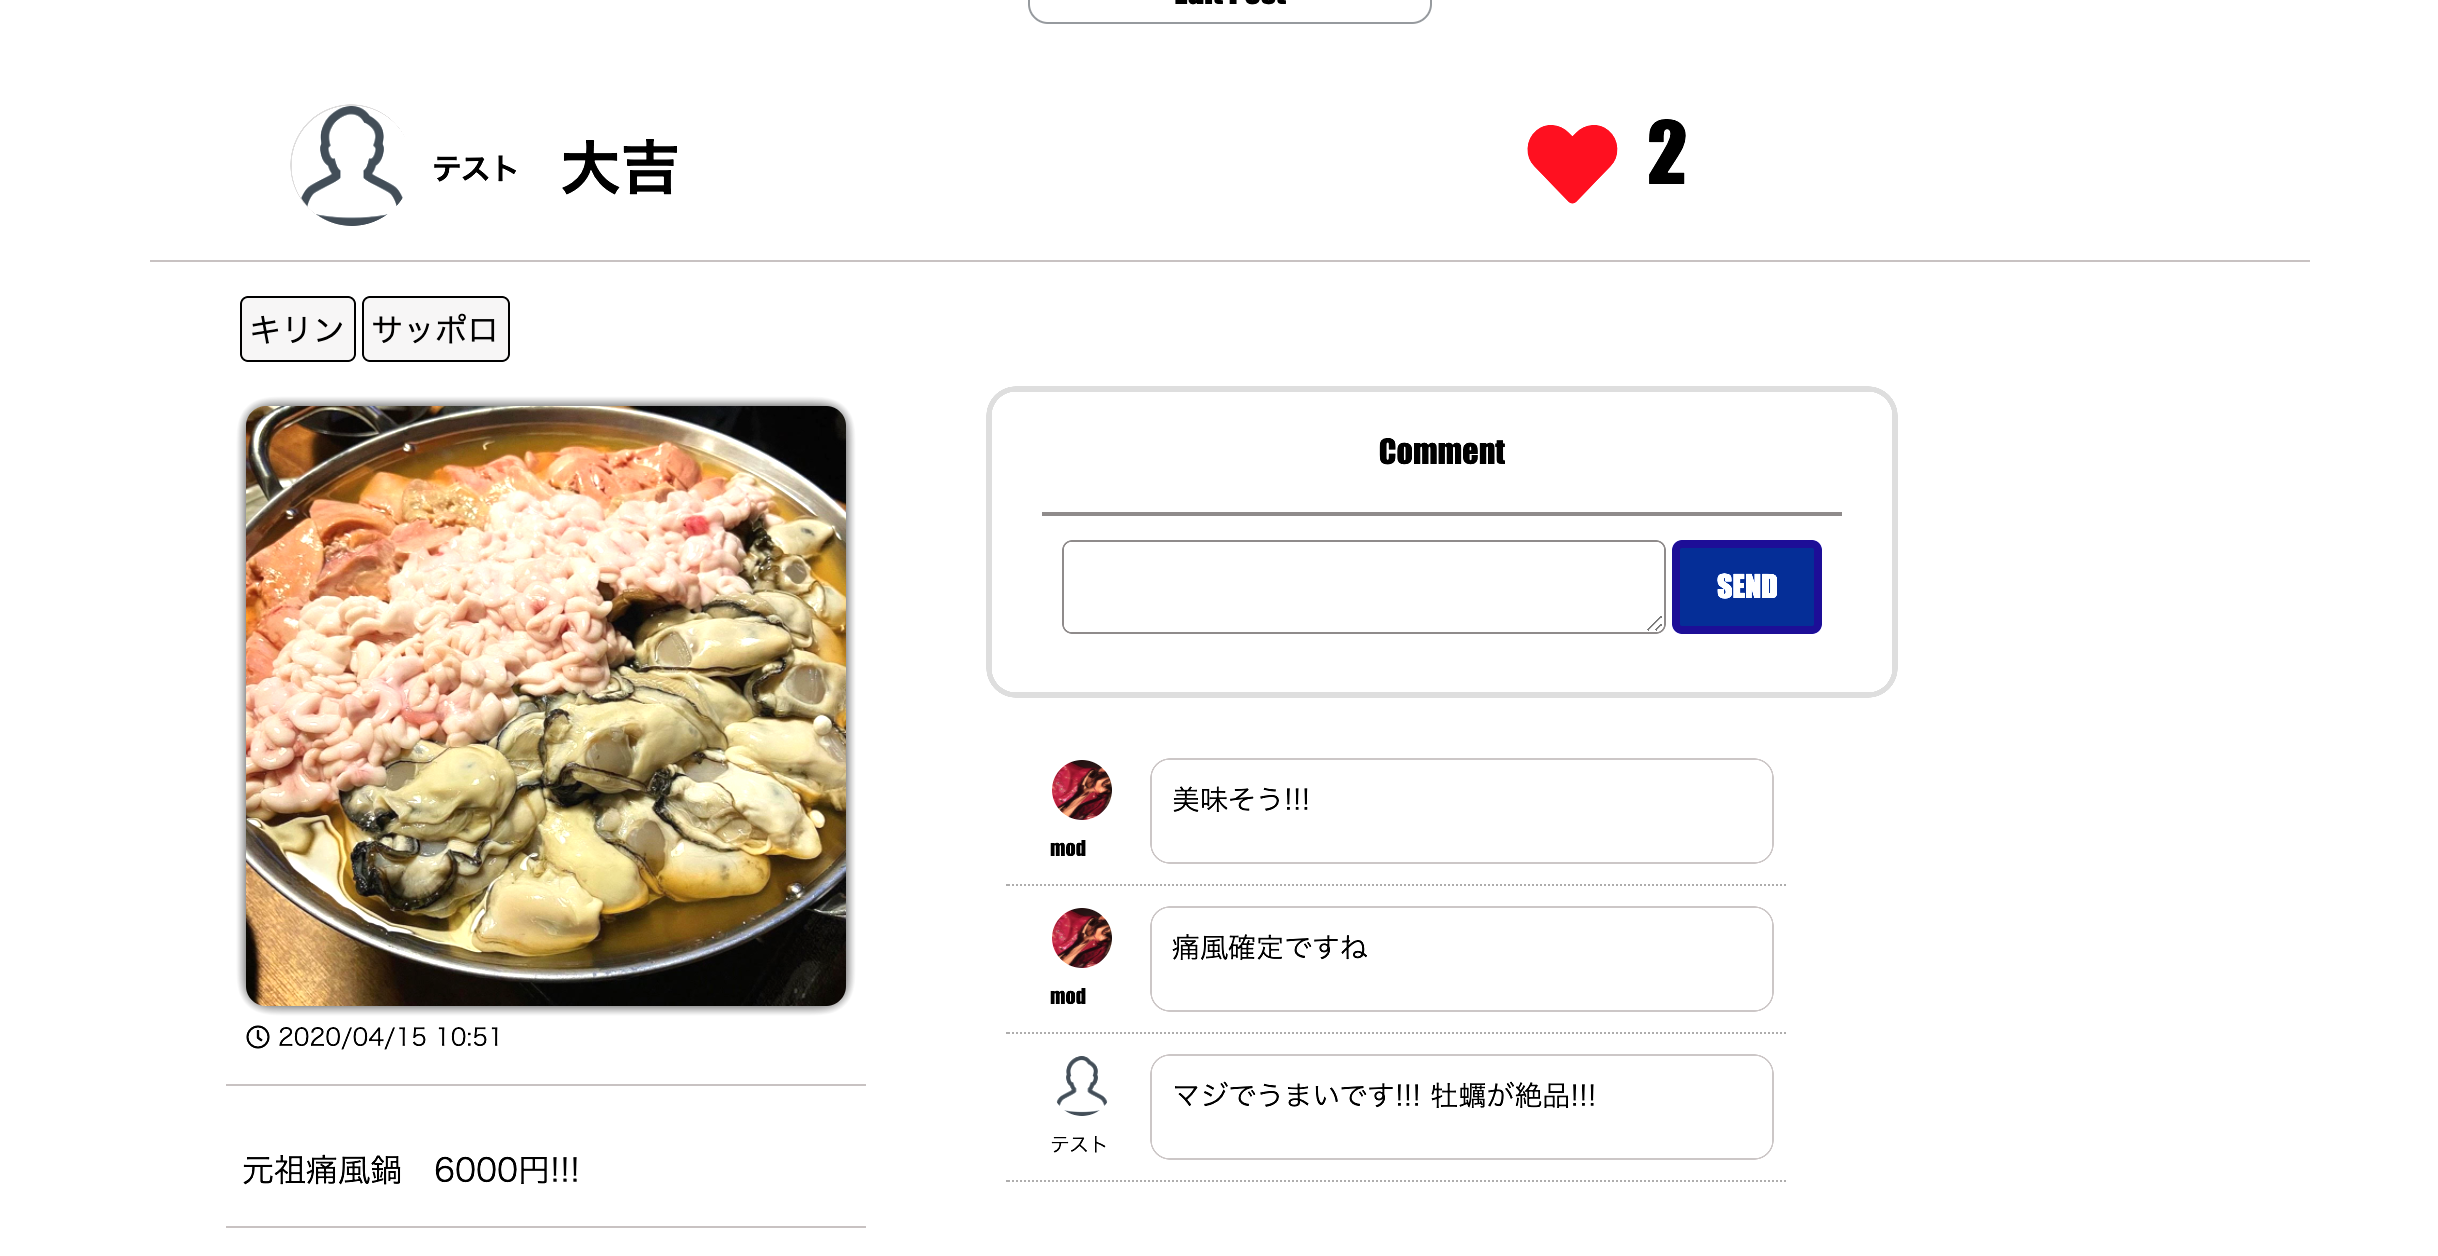 Edit Post
テスト 大吉
2
キリン サッポロ
Comment
SEND
美味そう!!!
mod
痛風確定ですね
mod
マジでうまいです!!! 牡蠣が絶品!!!
テスト
2020/04/15 10:51
元祖痛風鍋　6000円!!!